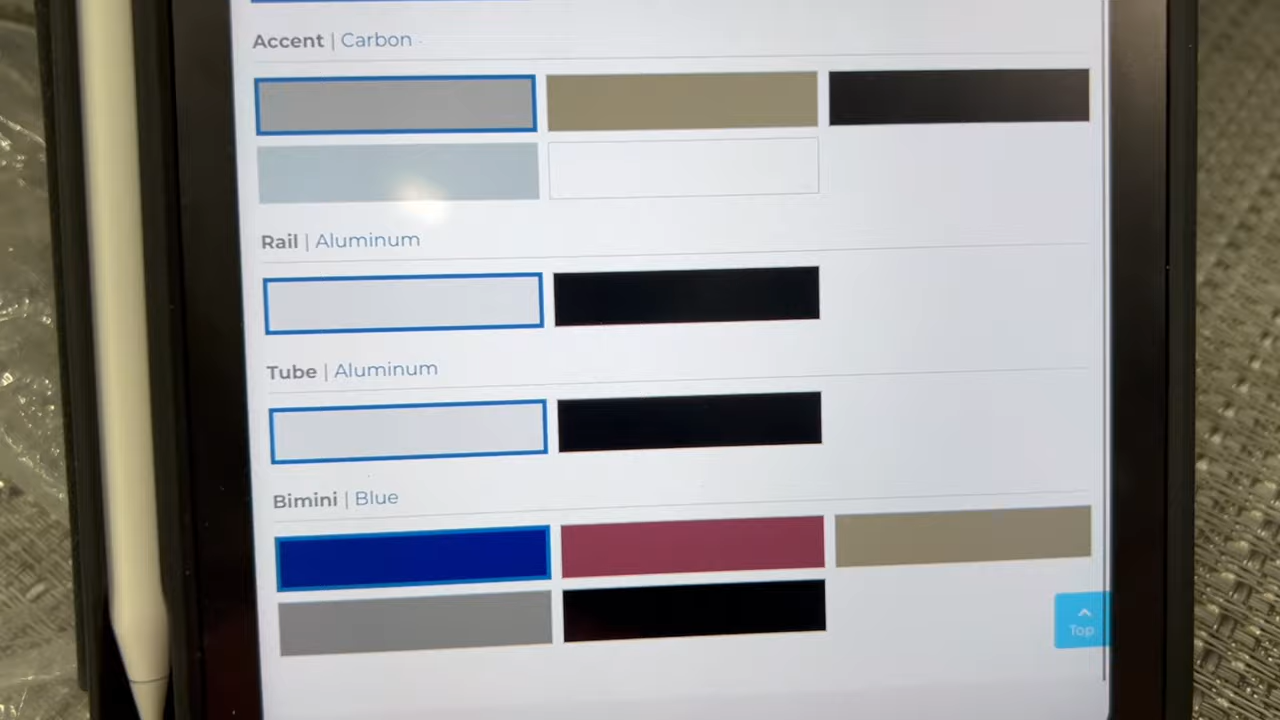 Accent | Carbon
Rail | Aluminum
Tube | Aluminum
Bimini | Blue
Top